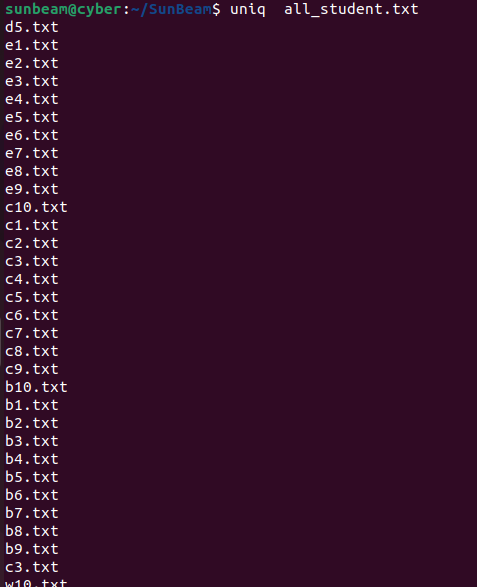 sunbeam@cyber:~/SunBeam$ uniq  all_student.txt
d5.txt
e1.txt
e2.txt
e3.txt
e4.txt
e5.txt
e6.txt
e7.txt
e8.txt
e9.txt
c10.txt
c1.txt
c2.txt
c3.txt
c4.txt
c5.txt
c6.txt
c7.txt
c8.txt
c9.txt
b10.txt
b1.txt
b2.txt
b3.txt
b4.txt
b5.txt
b6.txt
b7.txt
b8.txt
b9.txt
c3.txt
w10.txt